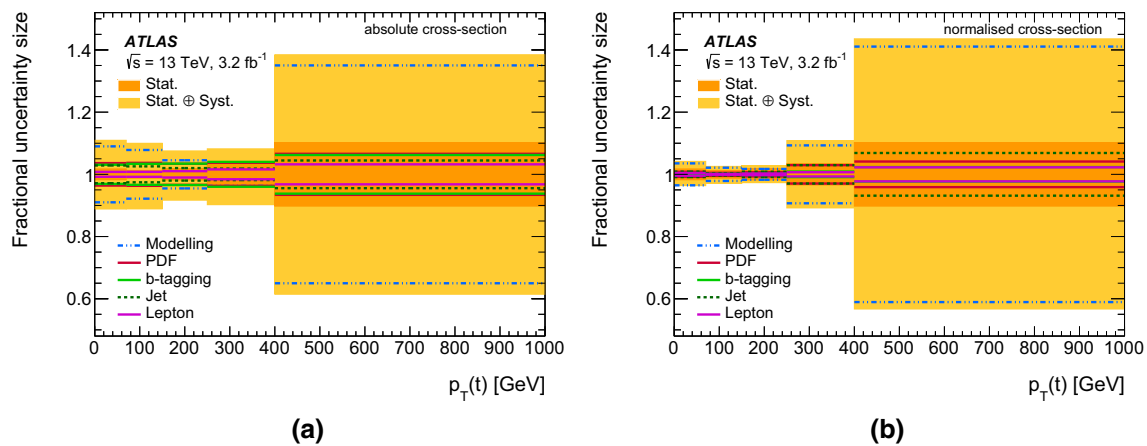 Fractional uncertainty size
ATLAS
absolute cross-section
√s = 13 TeV, 3.2 fb⁻¹
Stat.
Stat. ⊕ Syst.
Modelling
PDF
b-tagging
Jet
Lepton
1.4
1.2
1
0.8
0.6
0 100 200 300 400 500 600 700 800 900 1000
p_T(t) [GeV]
(a)
Fractional uncertainty size
ATLAS
normalised cross-section
√s = 13 TeV, 3.2 fb⁻¹
Stat.
Stat. ⊕ Syst.
Modelling
PDF
b-tagging
Jet
Lepton
1.4
1.2
1
0.8
0.6
0 100 200 300 400 500 600 700 800 900 1000
p_T(t) [GeV]
(b)